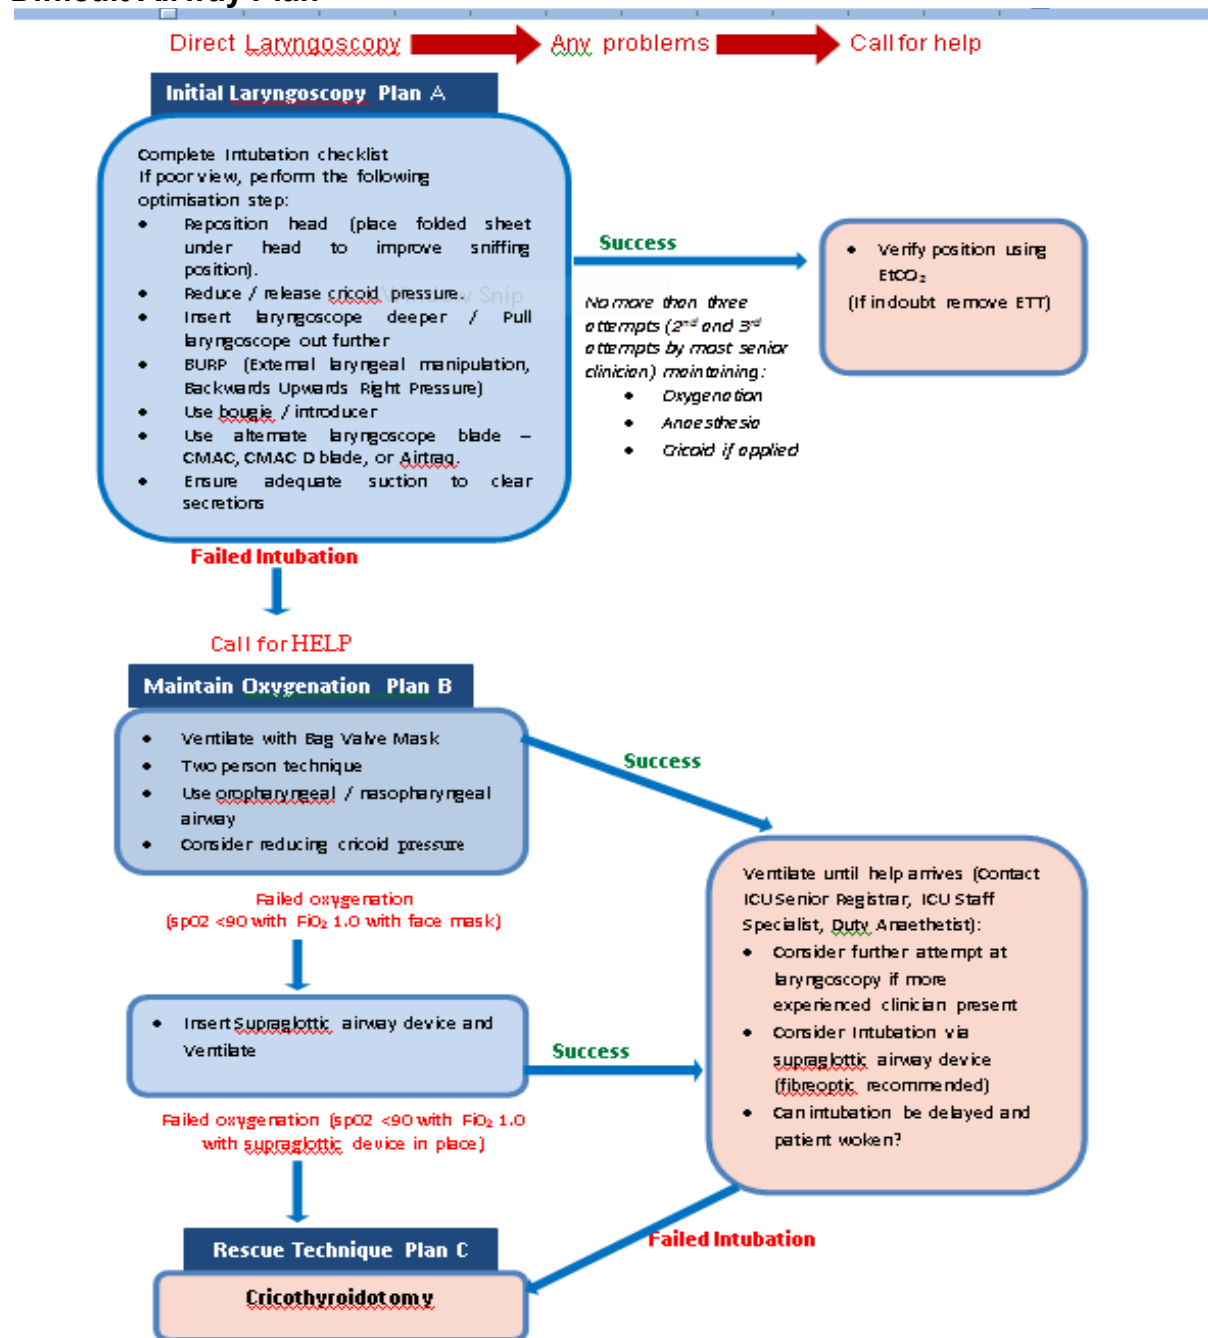 Difficult Airway Plan
Direct Laryngoscopy
Any problems
Call for help
Initial Laryngoscopy Plan A
Complete Intubation checklist
If poor view, perform the following
optimisation step:
• Reposition head (place folded sheet
under head to improve sniffing
position).
• Reduce / release cricoid pressure.
• Insert laryngoscope deeper / Pull
laryngoscope out further
• BURP (External laryngeal manipulation,
Backwards Upwards Right Pressure)
• Use bougie / introducer
• Use alternate laryngoscope blade –
CMAC, CMAC D blade, or Airtraq.
• Ensure adequate suction to clear
secretions
Window Snip
Success
No more than three
attempts (2nd and 3rd
attempts by most senior
clinician) maintaining:
• Oxygenation
• Anaesthesia
• Cricoid if applied
• Verify position using
EtCO₂
(If in doubt remove ETT)
Failed Intubation
Call for HELP
Maintain Oxygenation Plan B
• Ventilate with Bag Valve Mask
• Two person technique
• Use oropharyngeal / nasopharyngeal
airway
• Consider reducing cricoid pressure
Success
Failed oxygenation
(spO2 <90 with FiO₂ 1.0 with face mask)
• Insert Supraglottic airway device and
Ventilate
Success
Ventilate until help arrives (Contact
ICU Senior Registrar, ICU Staff
Specialist, Duty Anaethetist):
• Consider further attempt at
laryngoscopy if more
experienced clinician present
• Consider Intubation via
supraglottic airway device
(fibreoptic recommended)
• Can intubation be delayed and
patient woken?
Failed oxygenation (spO2 <90 with FiO₂ 1.0
with supraglottic device in place)
Failed Intubation
Rescue Technique Plan C
Cricothyroidotomy